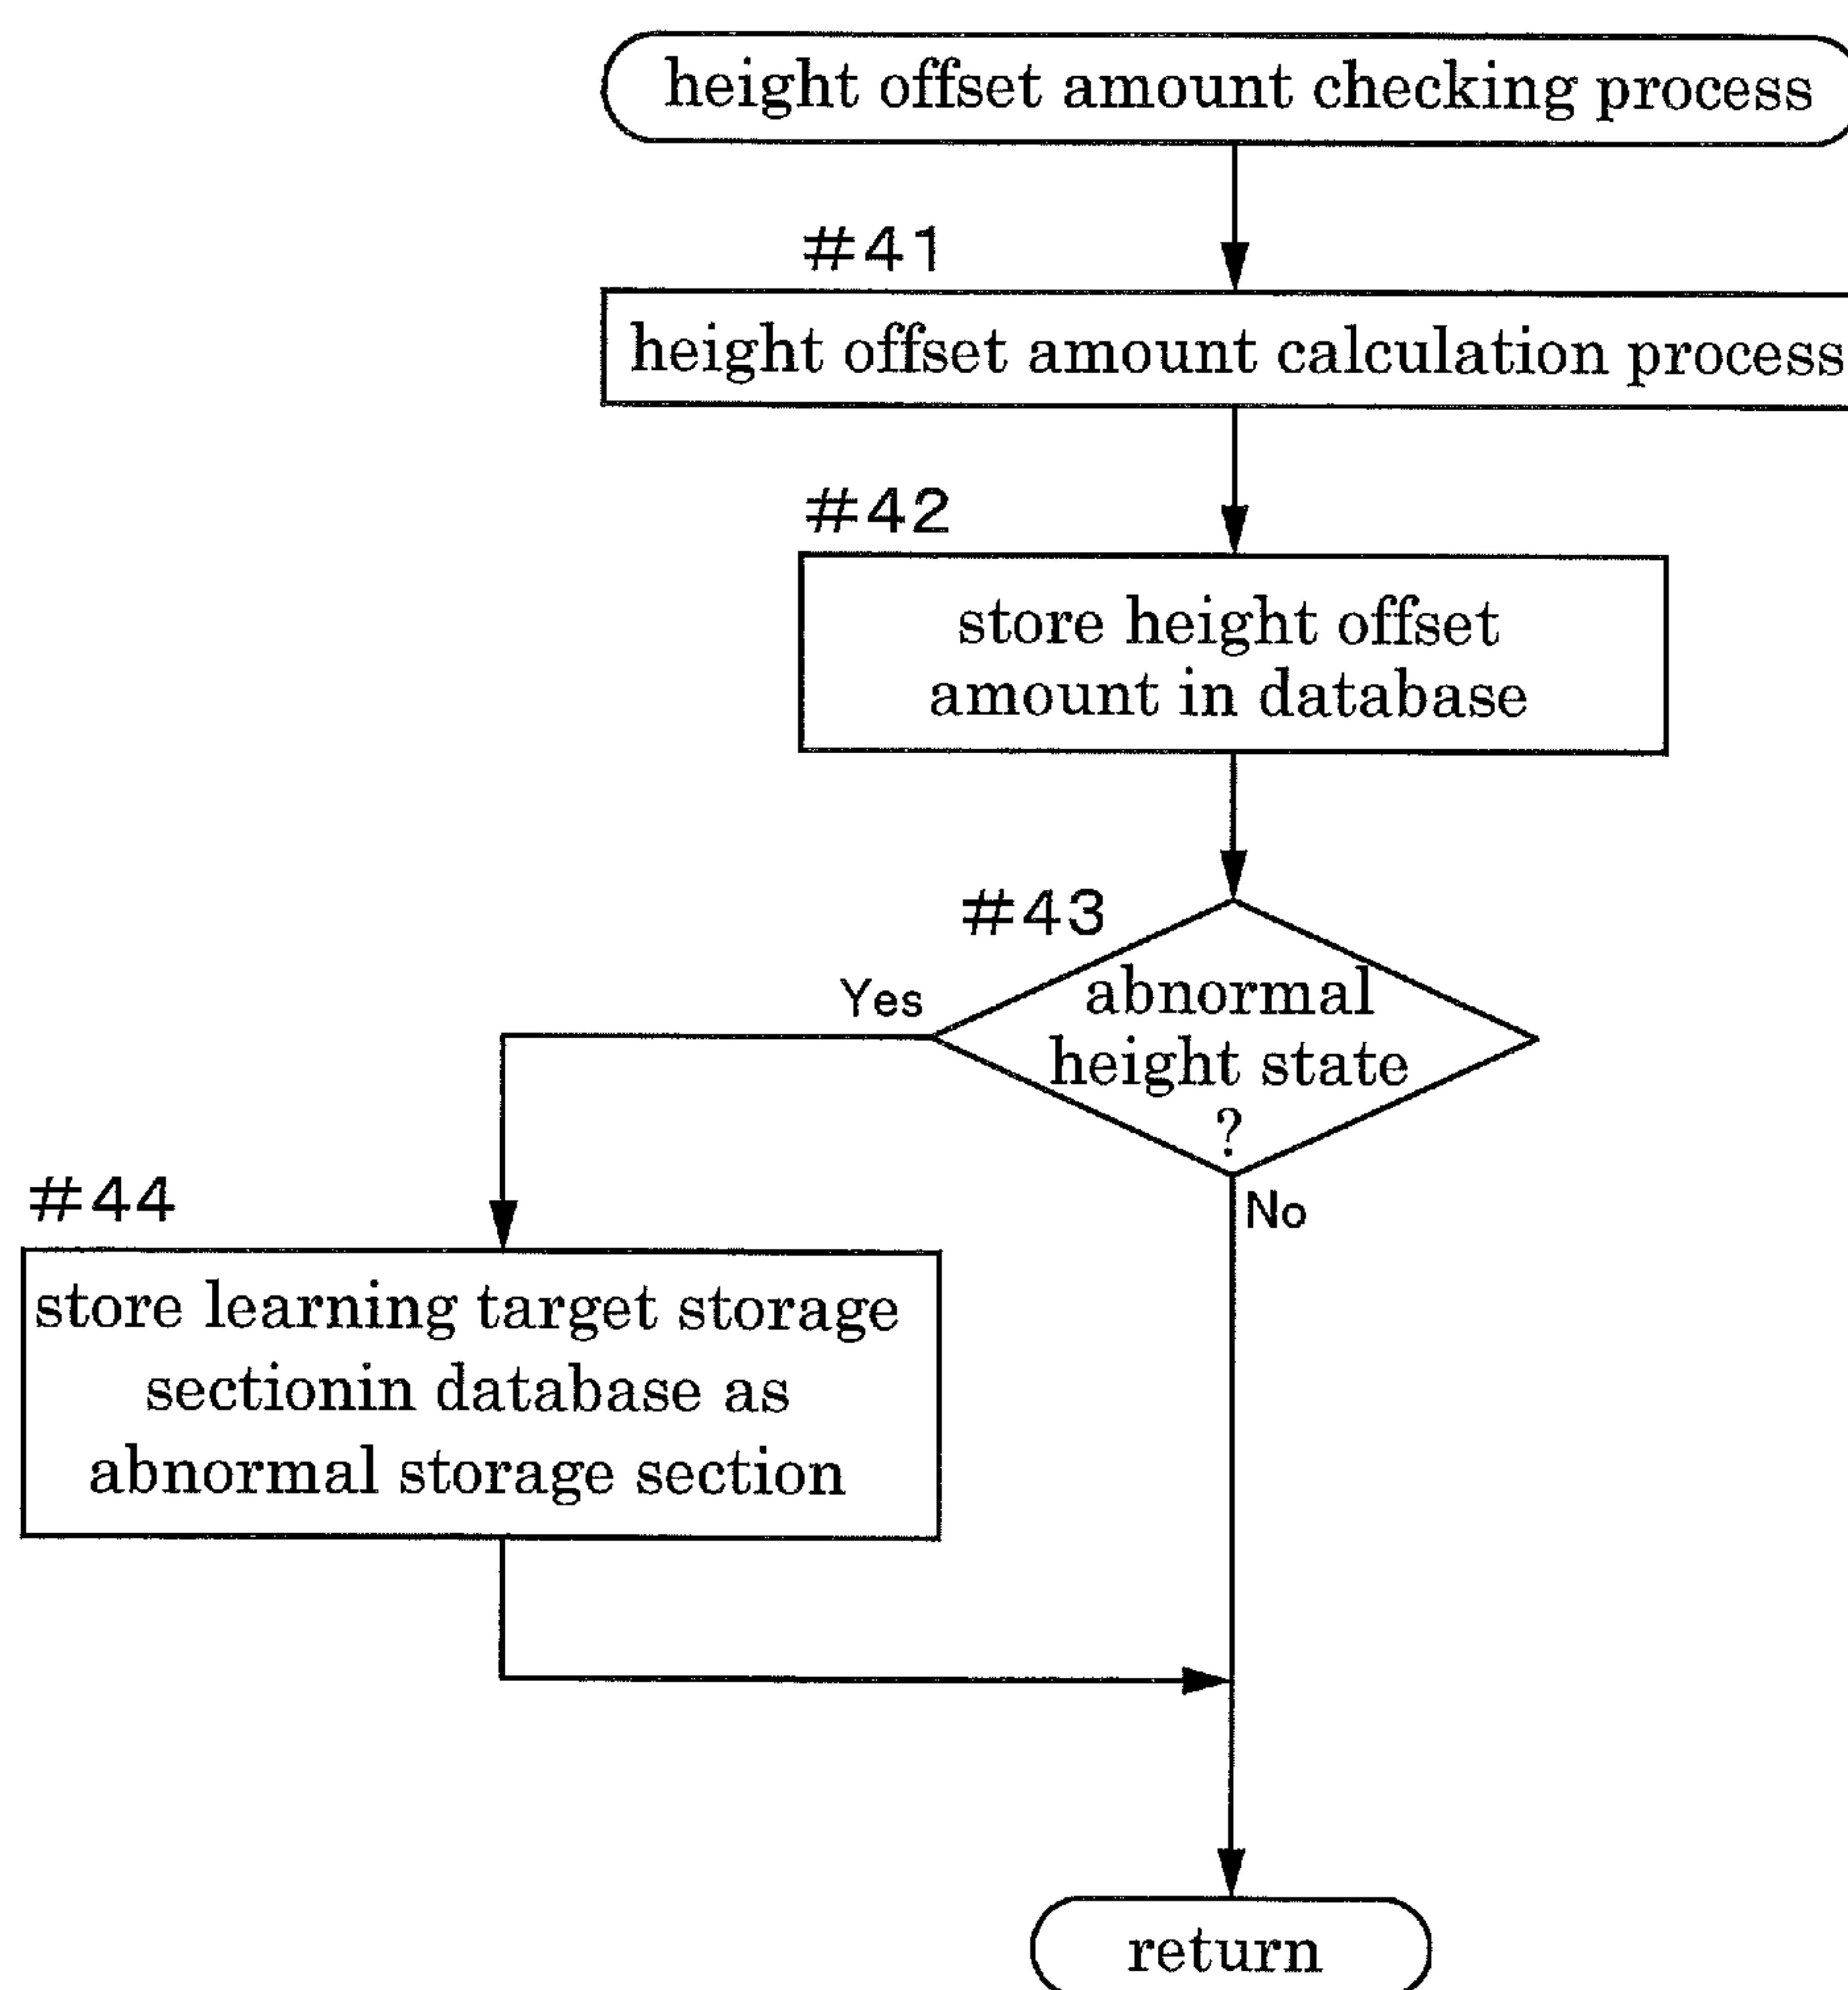 height offset amount checking process
#41
height offset amount calculation process
#42
store height offset
amount in database
#43
abnormal
height state
?
Yes
No
#44
store learning target storage
sectionin database as
abnormal storage section
return